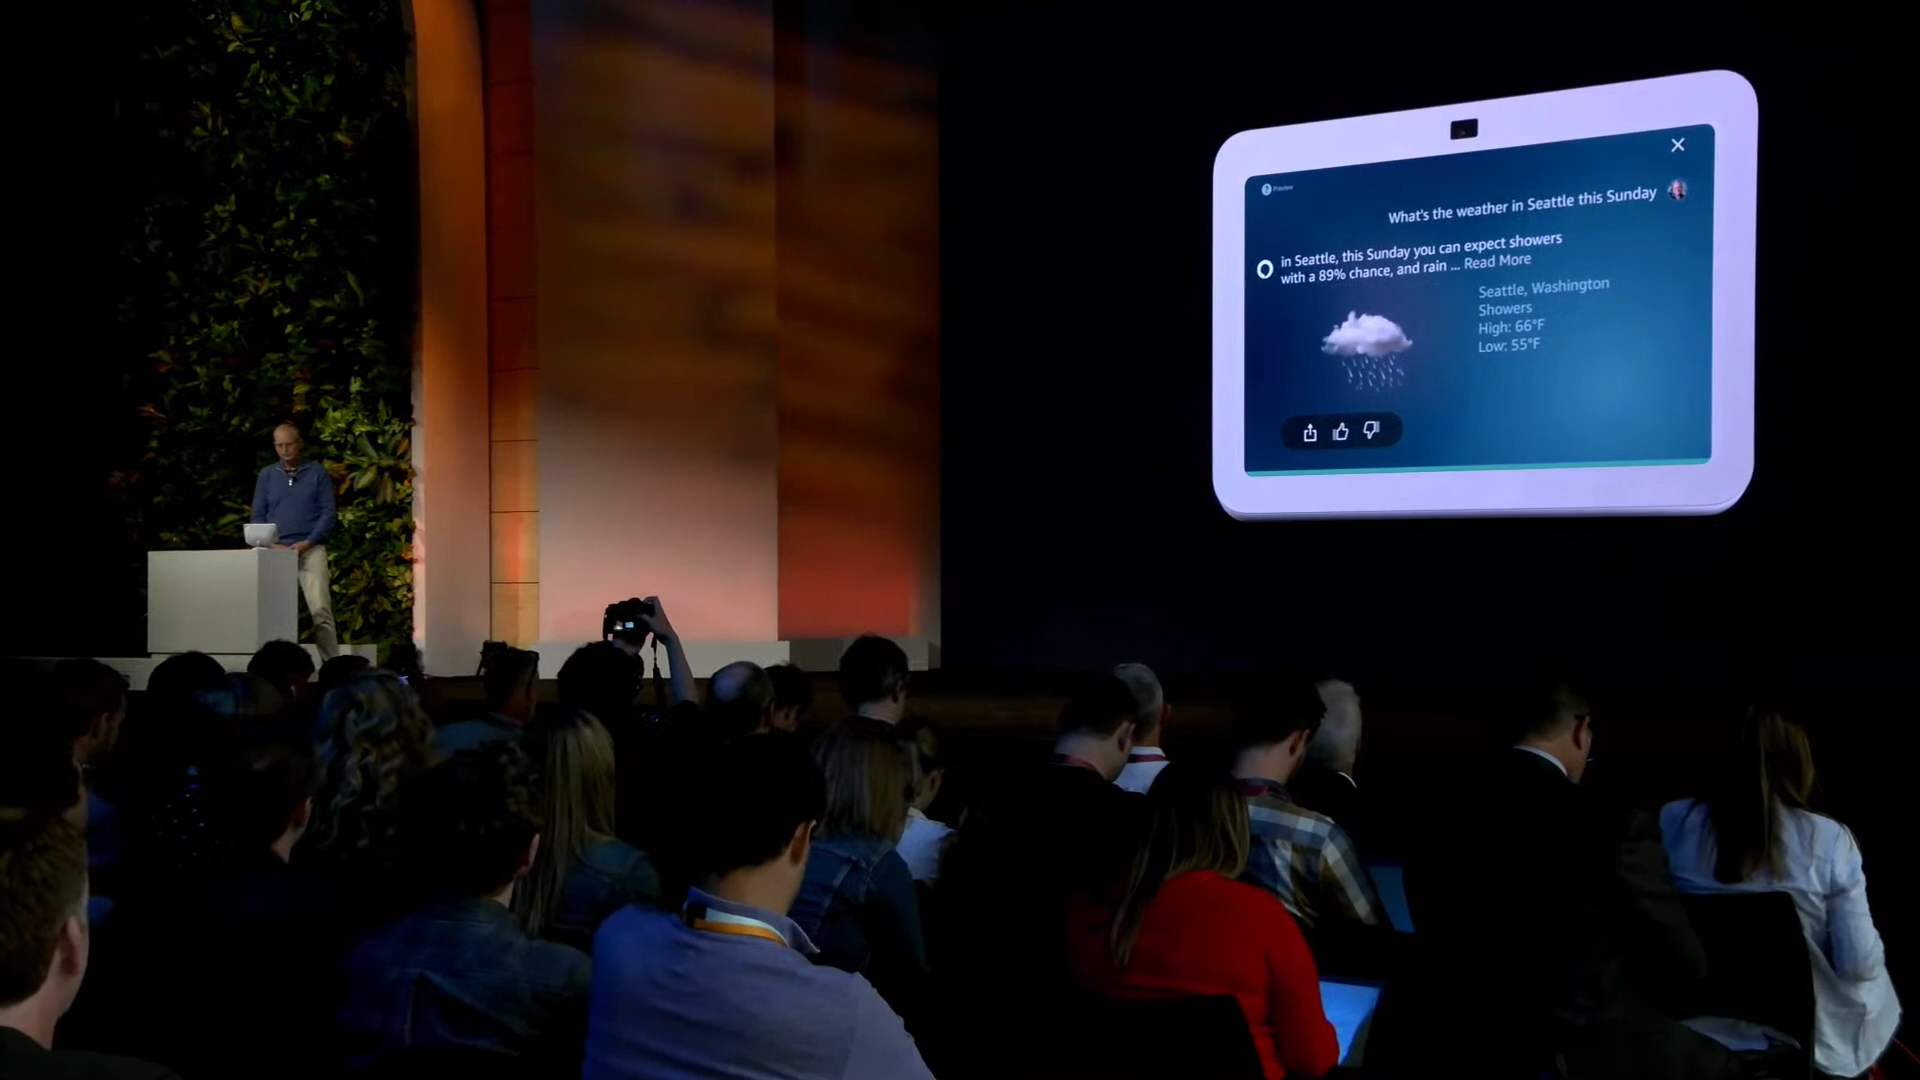 Preview
What's the weather in Seattle this Sunday
in Seattle, this Sunday you can expect showers
with a 89% chance, and rain ... Read More
Seattle, Washington
Showers
High: 66°F
Low: 55°F